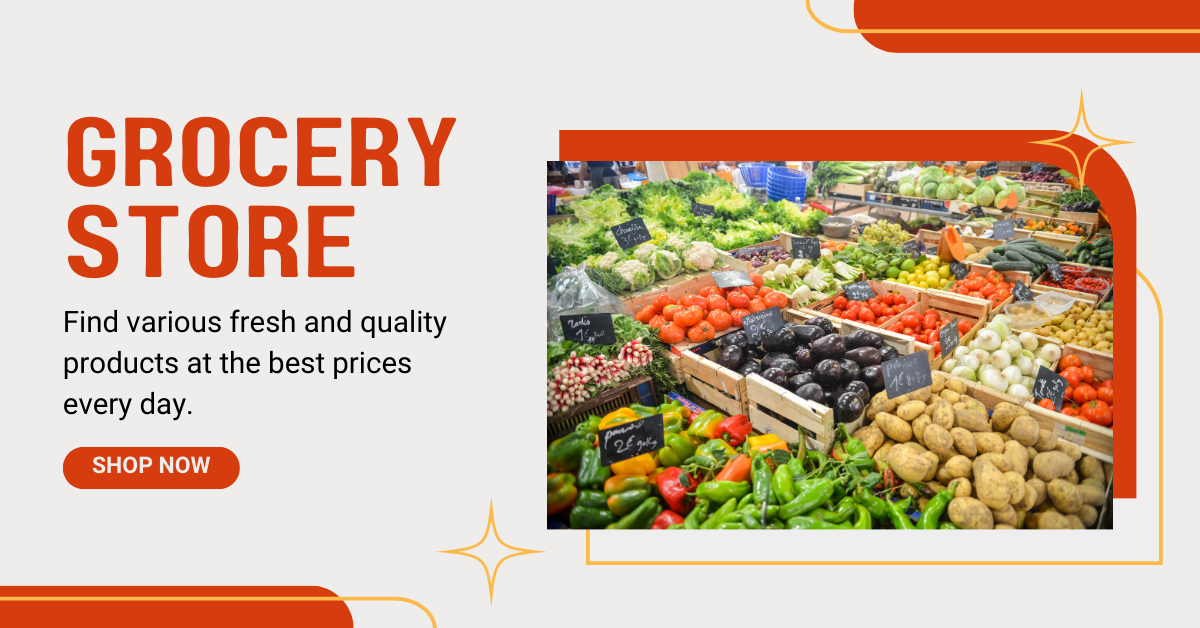 GROCERY
STORE
Find various fresh and quality
products at the best prices
every day.
SHOP NOW